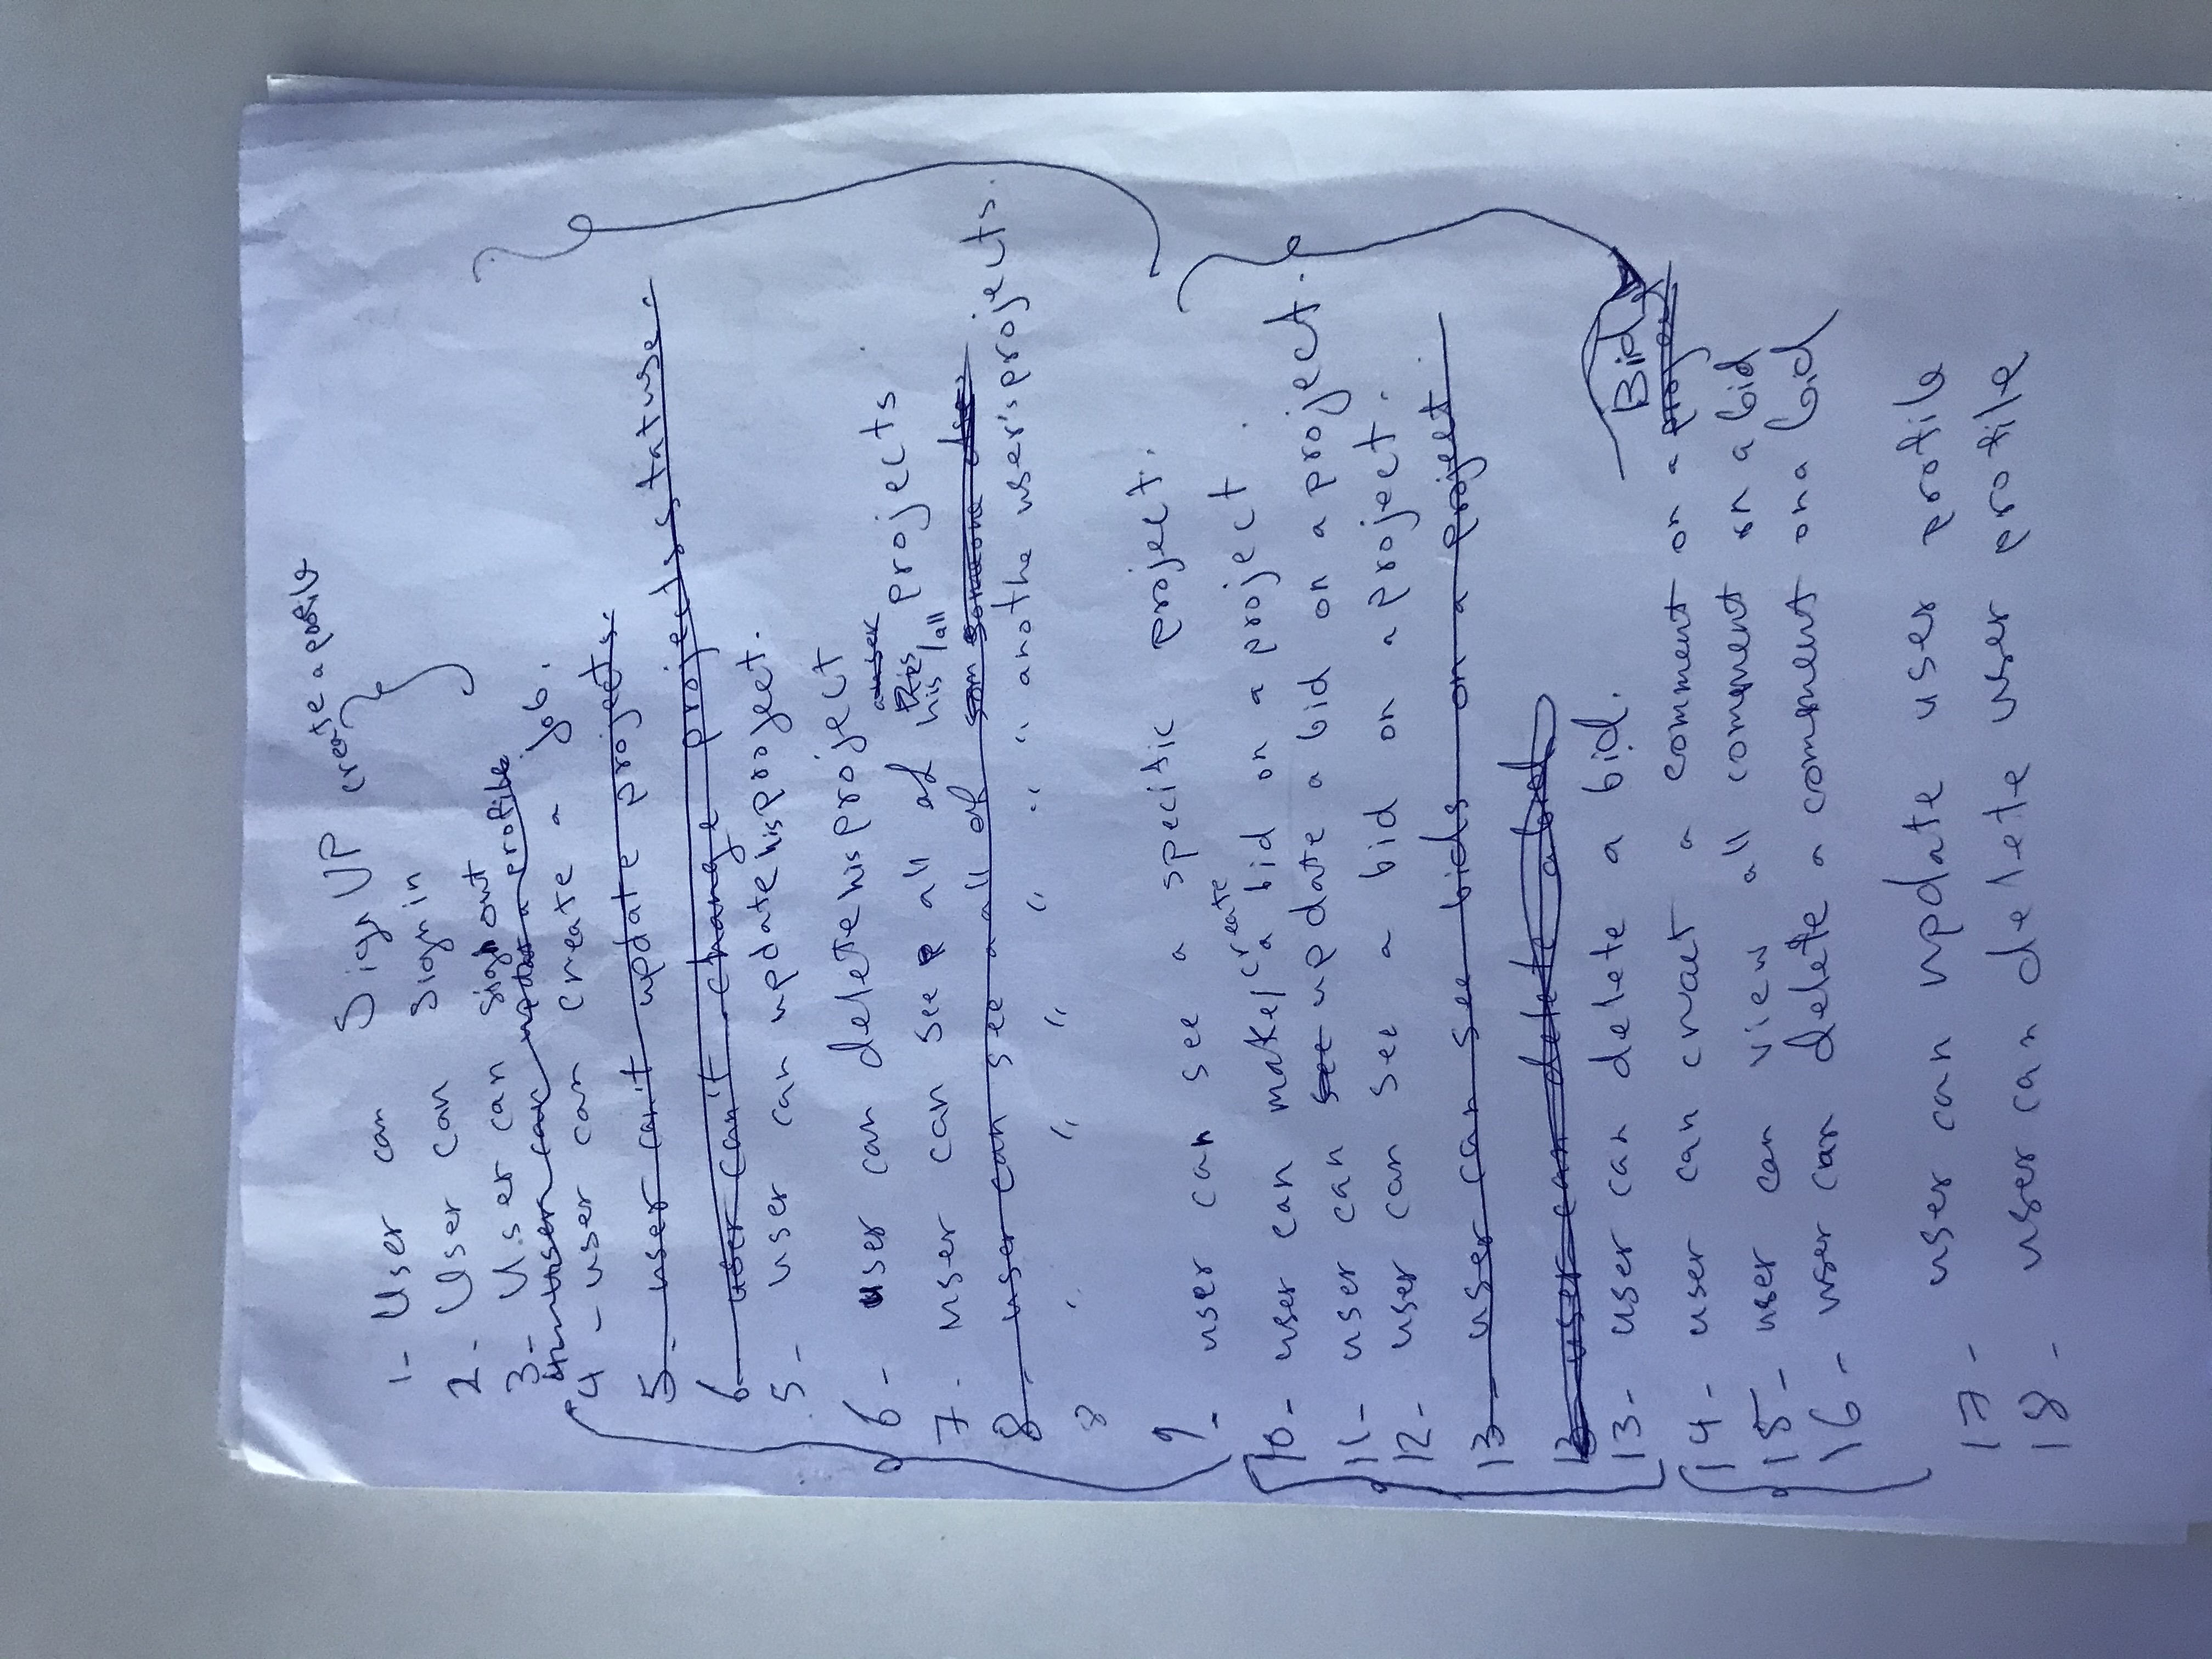 1- User can Sign UP create a profile
2- User can Sign in
3- User can sign out
4- user can updat a profile
4 - user can create a job.
5- user can't update projects.
6- user can't change projects statuse.
5- user can update his project.
6- user can delete his project
auser
7- user can see all of his his/all projects
8- user can see a all of som someone else
8 " " " " " " anothe user's projects.
9- user can see a specific project.
10- user can make/create a bid on a project.
11- user can see update a bid on a project.
12- user can see a bid on a project.
13- user can see bids on a project
13 user can delete a bid
13- user can delete a bid.
Bid
14- user can craet a comment on a project
15- user can view all comment on a bid
16- user can delete a comment on a bid
17- user can update user profile
18- user can delete user profile